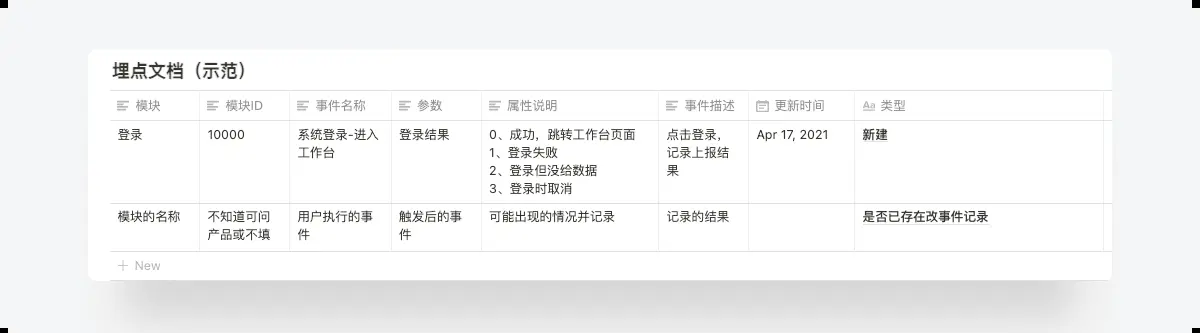 埋点文档（示范）
模块 模块ID 事件名称 参数 属性说明 事件描述 更新时间 Aa 类型
登录 10000 系统登录-进入 登录结果 0、成功，跳转工作台页面 点击登录， Apr 17, 2021 新建
工作台 1、登录失败 记录上报结
2、登录但没给数据 果
3、登录时取消
模块的名称 不知道可问 用户执行的事 触发后的事 可能出现的情况并记录 记录的结果 是否已存在改事件记录
产品或不填 件 件
+ New